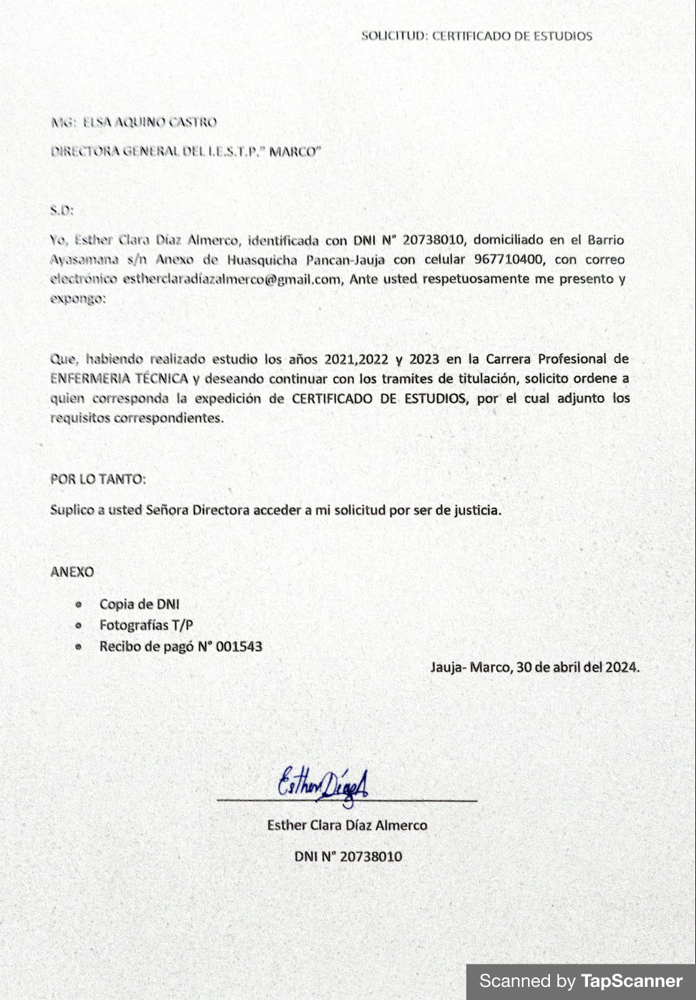 SOLICITUD: CERTIFICADO DE ESTUDIOS
MG: ELSA AQUINO CASTRO
DIRECTORA GENERAL DEL I.E.S.T.P." MARCO"
S.D:
Yo, Esther Clara Díaz Almerco, identificada con DNI N° 20738010, domiciliado en el Barrio
Ayasamana s/n Anexo de Huasquicha Pancan-Jauja con celular 967710400, con correo
electrónico estherclaradíazalmerco@gmail.com, Ante usted respetuosamente me presento y
expongo:
Que, habiendo realizado estudio los años 2021,2022 y 2023 en la Carrera Profesional de
ENFERMERIA TÉCNICA y deseando continuar con los tramites de titulación, solicito ordene a
quien corresponda la expedición de CERTIFICADO DE ESTUDIOS, por el cual adjunto los
requisitos correspondientes.
POR LO TANTO:
Suplico a usted Señora Directora acceder a mi solicitud por ser de justicia.
ANEXO
• Copia de DNI
• Fotografías T/P
• Recibo de pagó N° 001543
Jauja- Marco, 30 de abril del 2024.
Esther Díaz A
Esther Clara Díaz Almerco
DNI N° 20738010
Scanned by TapScanner